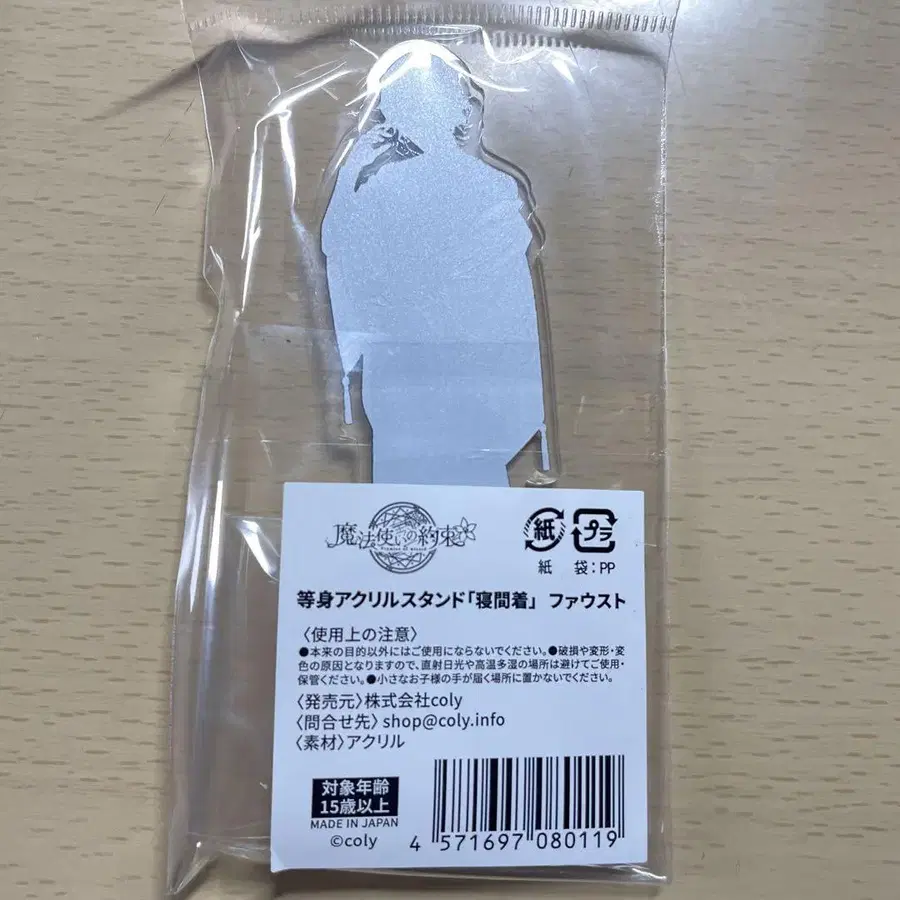 魔法使いの約束
Promise of Wizard
紙
プラ
紙 袋:PP
等身アクリルスタンド「寝間着」 ファウスト
〈使用上の注意〉
●本来の目的以外にはご使用にならないでください。●破損や変形・変
色の原因となりますので、直射日光や高温多湿の場所は避けてご使用・
保管ください。●小さなお子様の手が届く場所に置かないでください。
〈発売元〉株式会社coly
〈問合せ先〉shop@coly.info
〈素材〉アクリル
対象年齢
15歳以上
MADE IN JAPAN
©coly
4 571697 080119